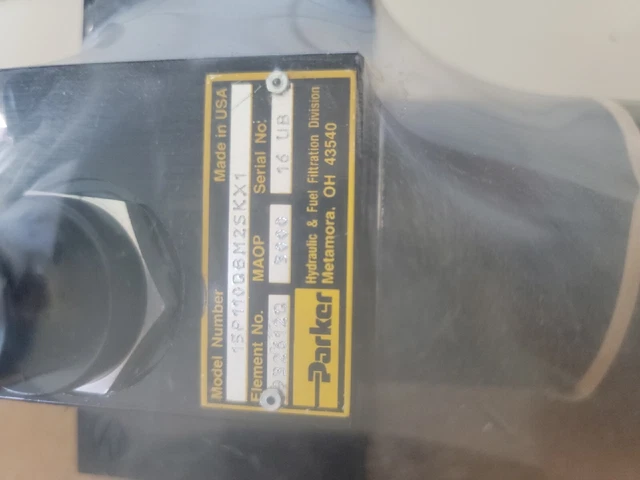 Model Number Made in USA
15P110QBM2SKX1
Element No. MAOP Serial No:
16 UB
Parker
Hydraulic & Fuel Filtration Division
Metamora, OH 43540